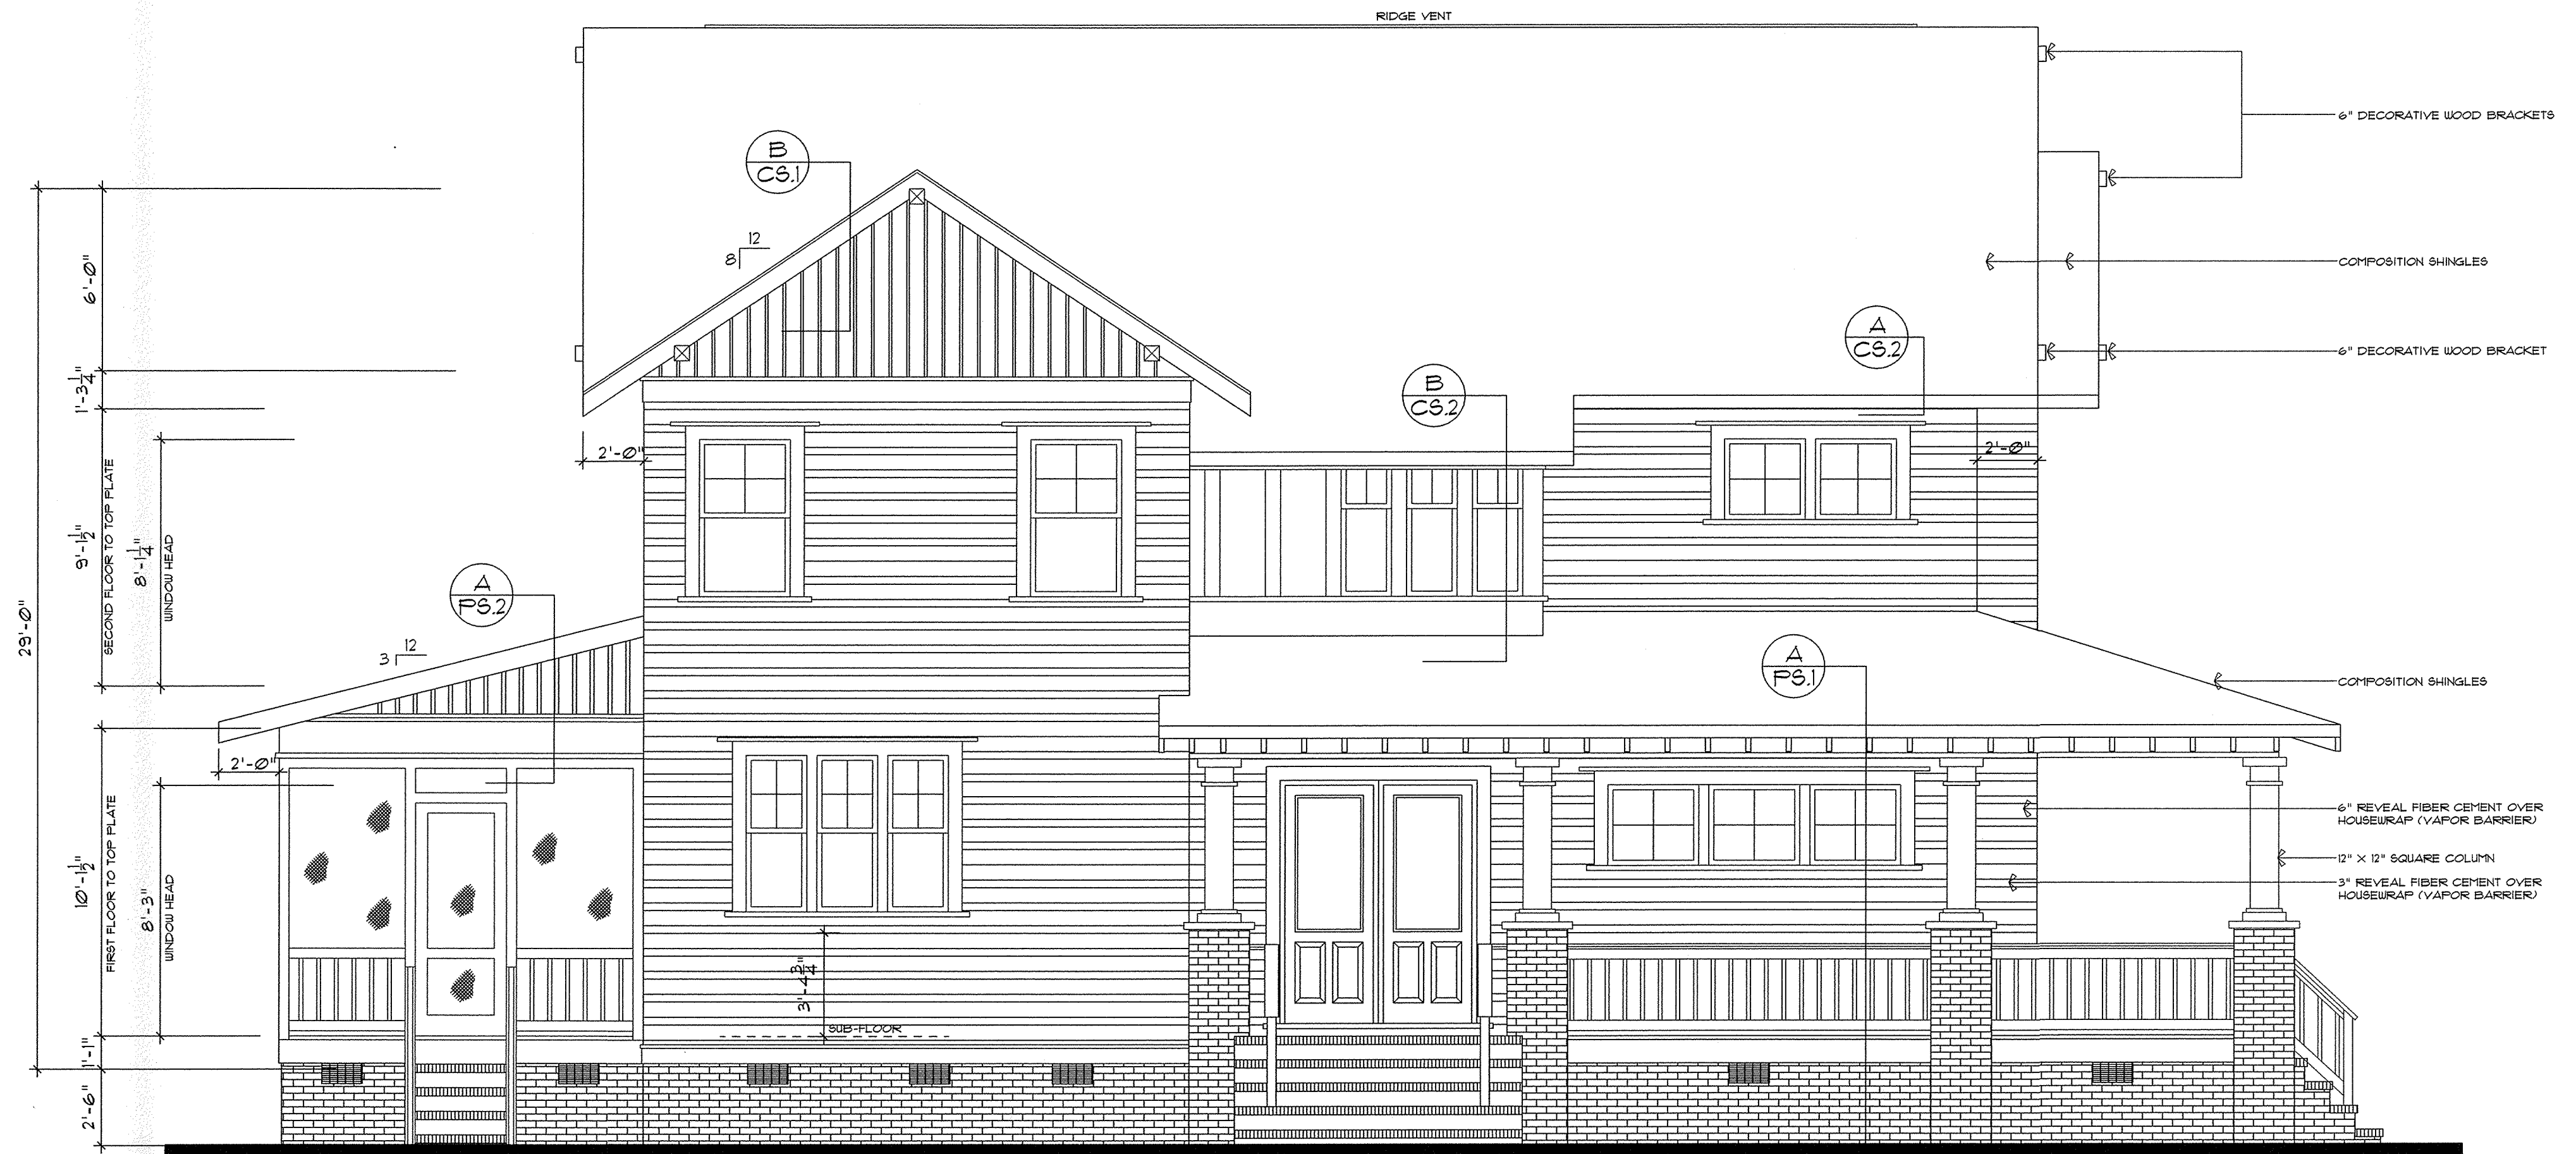 RIDGE VENT
6" DECORATIVE WOOD BRACKETS
B
CS.1
12
8
6'-0"
COMPOSITION SHINGLES
A
CS.2
6" DECORATIVE WOOD BRACKET
1'-3 1/4"
B
CS.2
2'-0"
2'-0"
9'-1 1/2"
SECOND FLOOR TO TOP PLATE
8'-1 1/4"
WINDOW HEAD
29'-0"
A
PS.2
12
3
A
PS.1
COMPOSITION SHINGLES
2'-0"
10'-1 1/2"
FIRST FLOOR TO TOP PLATE
8'-3"
WINDOW HEAD
6" REVEAL FIBER CEMENT OVER
HOUSEWRAP (VAPOR BARRIER)
12" X 12" SQUARE COLUMN
3" REVEAL FIBER CEMENT OVER
HOUSEWRAP (VAPOR BARRIER)
3'-4 3/4"
SUB-FLOOR
1'-1"
2'-6"